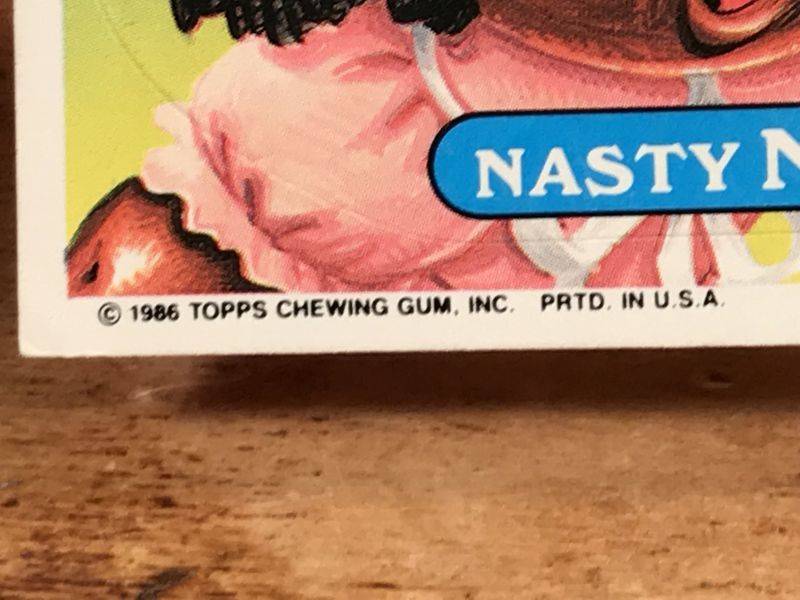 NASTY N
© 1986 TOPPS CHEWING GUM, INC. PRTD. IN U.S.A.